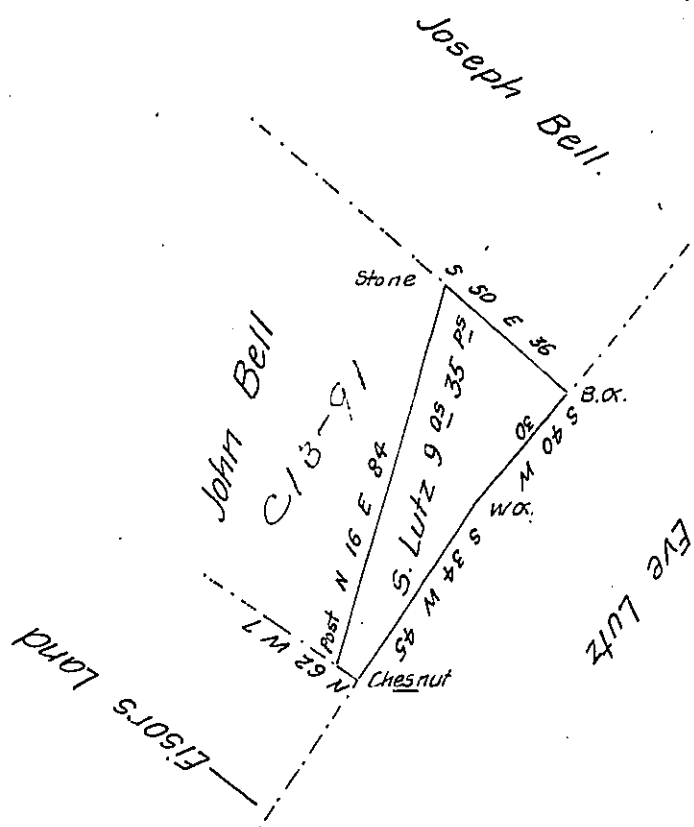 Joseph Bell.
Stone
S 50 E 36
B.O.
S 40 W
30
W.O.
John Bell
C13-91
N 16 E 84
S. Lutz 9 as 35 ps
S 34 W 45
Eve Lutz
Post
N 62 W 7
Chesnut
Eisors Land